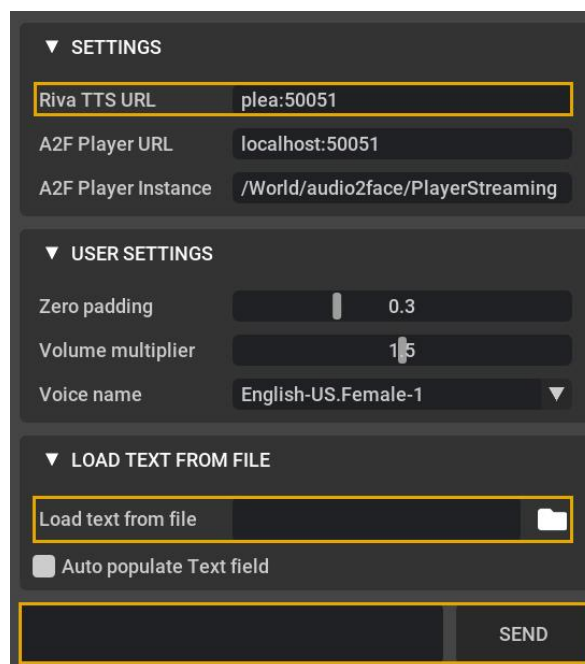 ▼ SETTINGS
Riva TTS URL plea:50051
A2F Player URL localhost:50051
A2F Player Instance /World/audio2face/PlayerStreaming
▼ USER SETTINGS
Zero padding 0.3
Volume multiplier 1.5
Voice name English-US.Female-1 ▼
▼ LOAD TEXT FROM FILE
Load text from file
Auto populate Text field
SEND